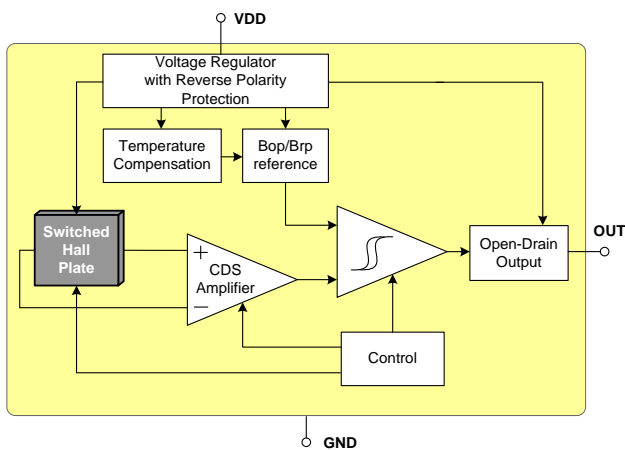 VDD
Voltage Regulator
with Reverse Polarity
Protection
Temperature
Compensation
Bop/Brp
reference
Switched
Hall
Plate
+
−
CDS
Amplifier
Open-Drain
Output
OUT
Control
GND